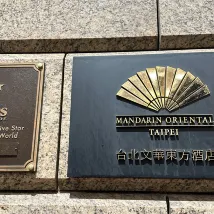 ive Star
World
MANDARIN ORIENTAL
TAIPEI
台北文華東方酒店